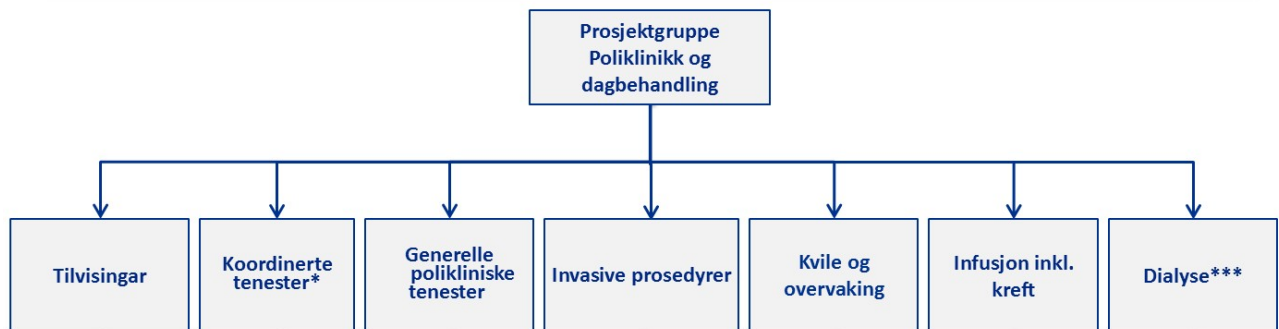 Prosjektgruppe
Poliklinikk og
dagbehandling
Tilvisingar
Koordinerte
tenester*
Generelle
polikliniske
tenester
Invasive prosedyrer
Kvile og
overvaking
Infusjon inkl.
kreft
Dialyse***